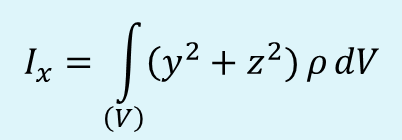 I_x = ∫_(V) (y² + z²) ρ dV